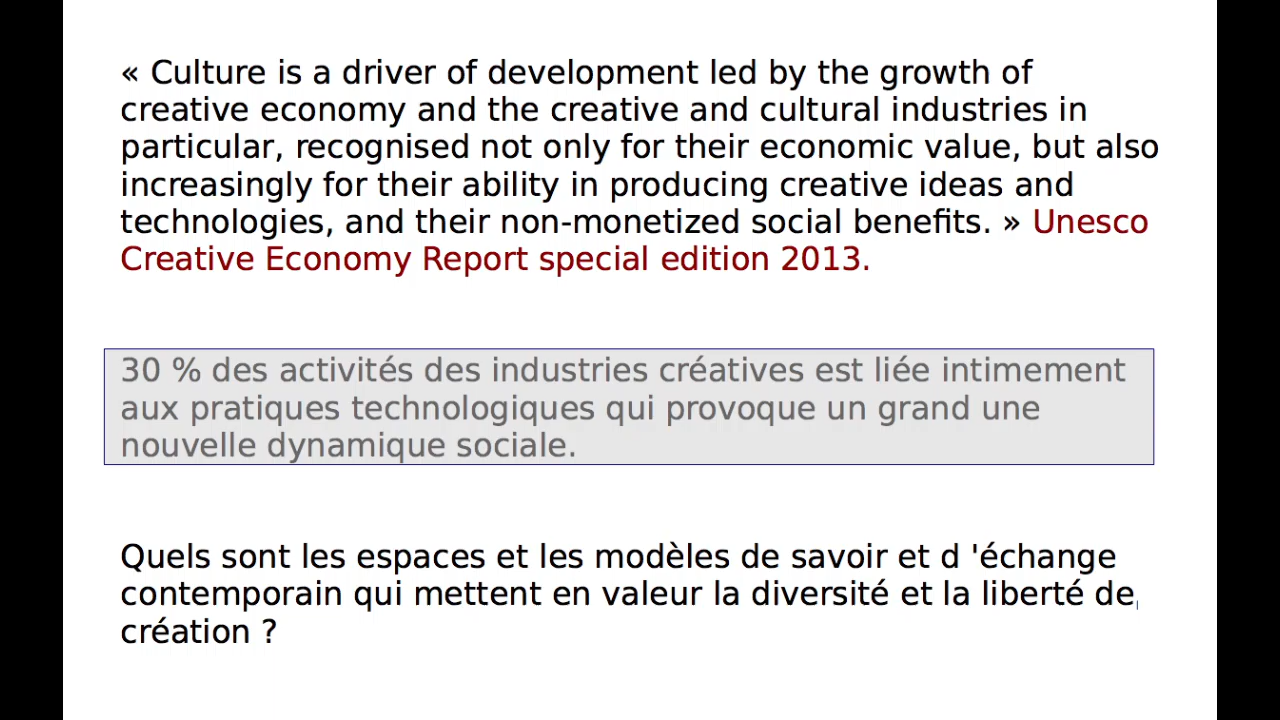 « Culture is a driver of development led by the growth of
creative economy and the creative and cultural industries in
particular, recognised not only for their economic value, but also
increasingly for their ability in producing creative ideas and
technologies, and their non-monetized social benefits. » Unesco
Creative Economy Report special edition 2013.
30 % des activités des industries créatives est liée intimement
aux pratiques technologiques qui provoque un grand une
nouvelle dynamique sociale.
Quels sont les espaces et les modèles de savoir et d 'échange
contemporain qui mettent en valeur la diversité et la liberté de
création ?